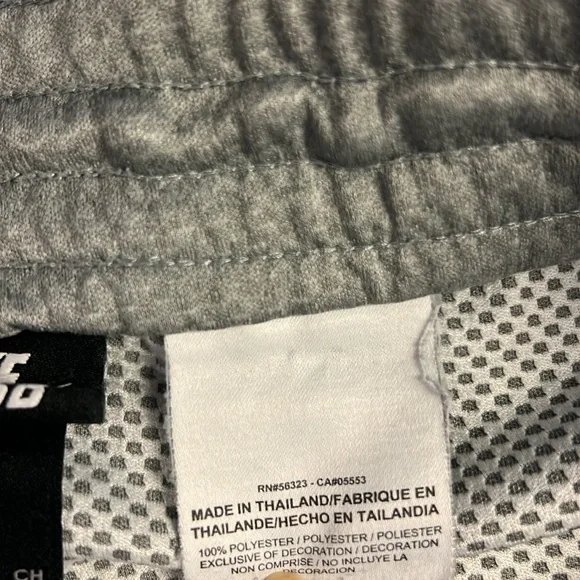 RN#56323 - CA#05553
MADE IN THAILAND/FABRIQUE EN
THAILANDE/HECHO EN TAILANDIA
100% POLYESTER / POLYESTER / POLIESTER
EXCLUSIVE OF DECORATION / DECORATION
NON COMPRISE / NO INCLUYE LA
DECORACION
CH